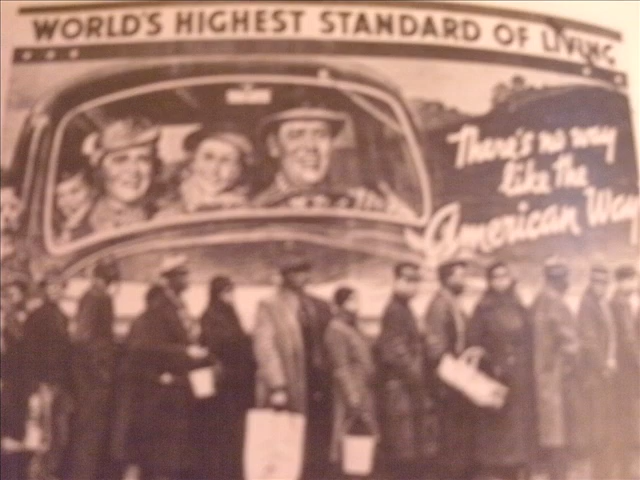 WORLD'S HIGHEST STANDARD OF LIVING
There's no way
like the
American Way